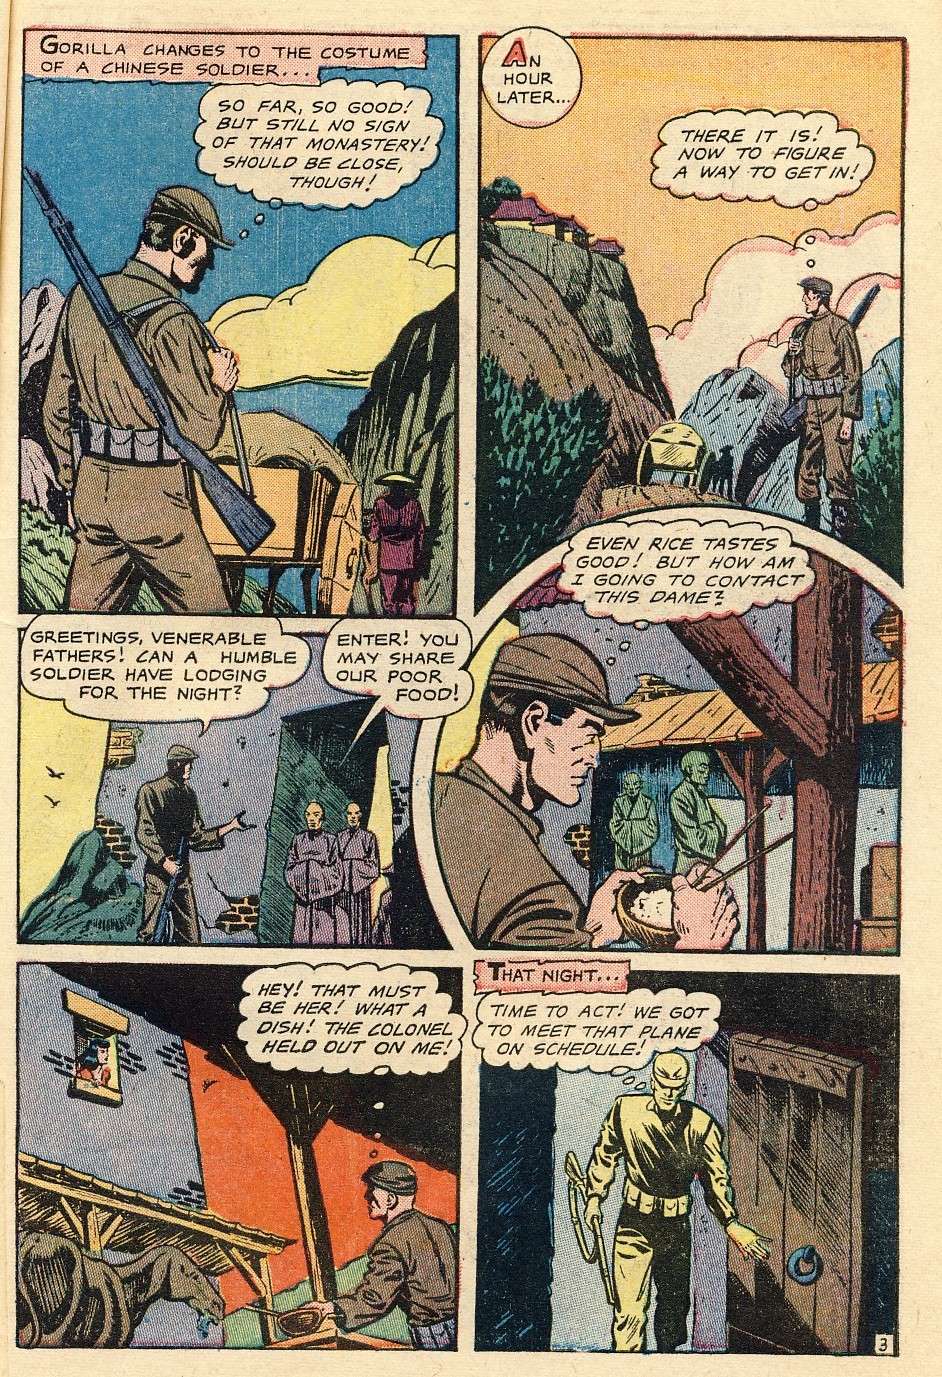 GORILLA CHANGES TO THE COSTUME
OF A CHINESE SOLDIER...
SO FAR, SO GOOD!
BUT STILL NO SIGN
OF THAT MONASTERY!
SHOULD BE CLOSE,
THOUGH!
AN
HOUR
LATER...
THERE IT IS!
NOW TO FIGURE
A WAY TO GET IN!
GREETINGS, VENERABLE
FATHERS! CAN A HUMBLE
SOLDIER HAVE LODGING
FOR THE NIGHT?
ENTER! YOU
MAY SHARE
OUR POOR
FOOD!
EVEN RICE TASTES
GOOD! BUT HOW AM
I GOING TO CONTACT
THIS DAME?
HEY! THAT MUST
BE HER! WHAT A
DISH! THE COLONEL
HELD OUT ON ME!
THAT NIGHT...
TIME TO ACT! WE GOT
TO MEET THAT PLANE
ON SCHEDULE!
3